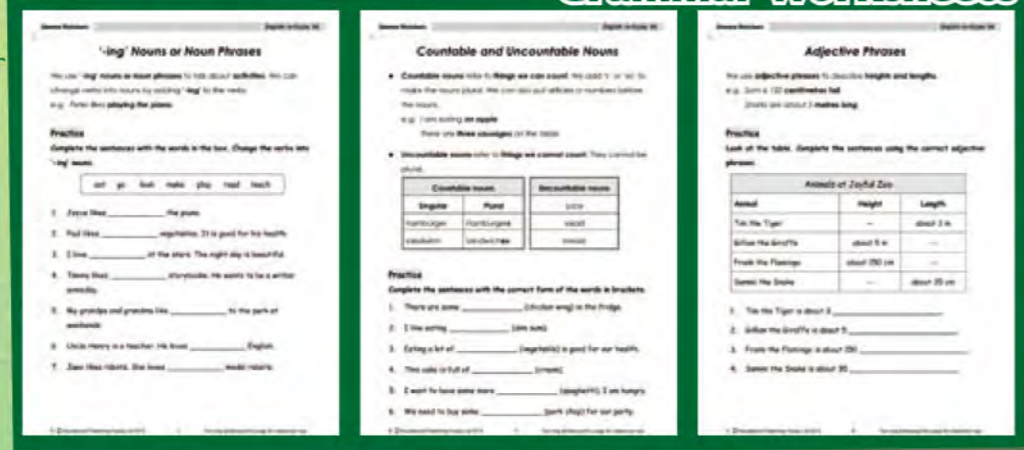 Grammar Worksheets
'-ing' Nouns or Noun Phrases
We use '-ing' nouns or noun phrases to talk about activities. We can
change verbs into nouns by adding '-ing' to the verbs.
e.g. Peter likes playing the piano.
Practice
Complete the sentences with the words in the box. Change the verbs into
'-ing' nouns.
eat go look make play read teach
1. Joyce likes ____________ the piano.
2. Paul likes ____________ vegetables. It is good for his health.
3. I love ____________ at the stars. The night sky is beautiful.
4. Tommy likes ____________ storybooks. He wants to be a writer
someday.
5. My grandpa and grandma like ____________ to the park at
weekends.
6. Uncle Henry is a teacher. He loves ____________ English.
7. Jason likes robots. She loves ____________ model robots.
Countable and Uncountable Nouns
• Countable nouns refer to things we can count. We add 's' or 'es' to
make the nouns plural. We can also put articles or numbers before
the nouns.
e.g. I am eating an apple.
There are three sausages on the table.
• Uncountable nouns refer to things we cannot count. They cannot be
plural.
Countable nouns Uncountable nouns
Singular Plural juice
hamburger hamburgers salad
sandwich sandwiches bread
Practice
Complete the sentences with the correct form of the words in brackets.
1. There are some ____________ (chicken wing) in the fridge.
2. I like eating ____________ (dim sum).
3. Eating a lot of ____________ (vegetable) is good for our health.
4. This cake is full of ____________ (cream).
5. I want to have some more ____________ (spaghetti). I am hungry.
6. We need to buy some ____________ (pork chop) for our party.
Adjective Phrases
We use adjective phrases to describe heights and lengths.
e.g. Sam is 132 centimetres tall.
Sharks are about 3 metres long.
Practice
Look at the table. Complete the sentences using the correct adjective
phrases.
Animals at Joyful Zoo
Animal Height Length
Tim the Tiger — about 3 m
Gillian the Giraffe about 5 m —
Frank the Flamingo about 150 cm —
Sammi the Snake — about 35 cm
1. Tim the Tiger is about 3 ____________
2. Gillian the Giraffe is about 5 ____________
3. Frank the Flamingo is about 150 ____________
4. Sammi the Snake is about 35 ____________